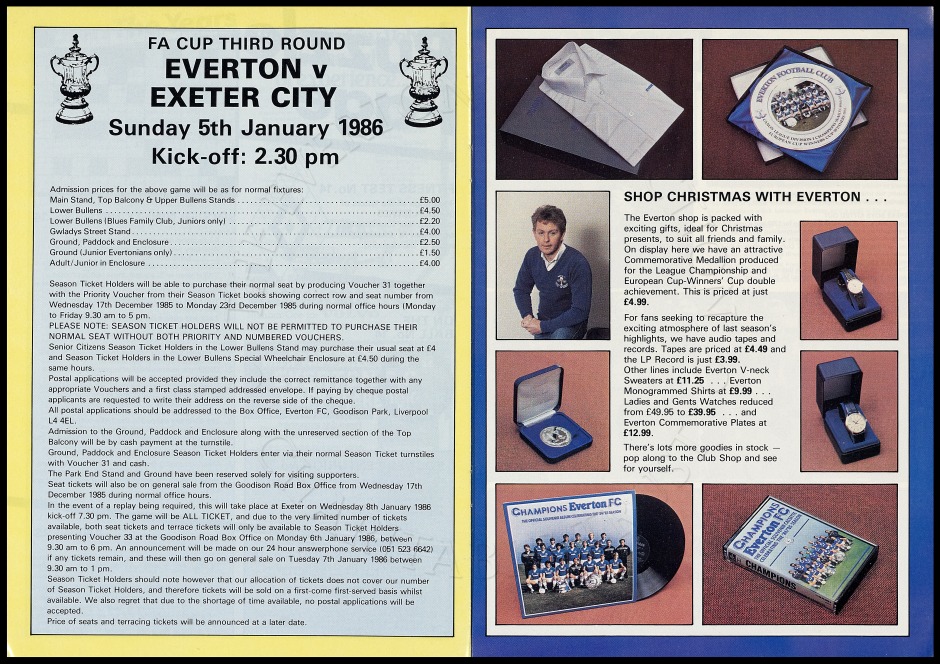 FA CUP THIRD ROUND
EVERTON v
EXETER CITY
Sunday 5th January 1986
Kick-off: 2.30 pm
Admission prices for the above game will be as for normal fixtures:
Main Stand, Top Balcony & Upper Bullens Stands . . . . . . . . . . £5.00
Lower Bullens . . . . . . . . . . £4.50
Lower Bullens (Blues Family Club, Juniors only) . . . . . . . . . . £2.20
Gwladys Street Stand . . . . . . . . . . £4.00
Ground, Paddock and Enclosure . . . . . . . . . . £2.50
Ground (Junior Evertonians only) . . . . . . . . . . £1.50
Adult/Junior in Enclosure . . . . . . . . . . £4.00
Season Ticket Holders will be able to purchase their normal seat by producing Voucher 31 together
with the Priority Voucher from their Season Ticket books showing correct row and seat number from
Wednesday 17th December 1985 to Monday 23rd December 1985 during normal office hours (Monday
to Friday 9.30 am to 5 pm.
PLEASE NOTE: SEASON TICKET HOLDERS WILL NOT BE PERMITTED TO PURCHASE THEIR
NORMAL SEAT WITHOUT BOTH PRIORITY AND NUMBERED VOUCHERS.
Senior Citizens Season Ticket Holders in the Lower Bullens Stand may purchase their usual seat at £4
and Season Ticket Holders in the Lower Bullens Special Wheelchair Enclosure at £4.50 during the
same hours.
Postal applications will be accepted provided they include the correct remittance together with any
appropriate Vouchers and a first class stamped addressed envelope. If paying by cheque postal
applicants are requested to write their address on the reverse side of the cheque.
All postal applications should be addressed to the Box Office, Everton FC, Goodison Park, Liverpool
L4 4EL.
Admission to the Ground, Paddock and Enclosure along with the unreserved section of the Top
Balcony will be by cash payment at the turnstile.
Ground, Paddock and Enclosure Season Ticket Holders enter via their normal Season Ticket turnstiles
with Voucher 31 and cash.
The Park End Stand and Ground have been reserved solely for visiting supporters.
Seat tickets will also be on general sale from the Goodison Road Box Office from Wednesday 17th
December 1985 during normal office hours.
In the event of a replay being required, this will take place at Exeter on Wednesday 8th January 1986
kick-off 7.30 pm. The game will be ALL TICKET, and due to the very limited number of tickets
available, both seat tickets and terrace tickets will only be available to Season Ticket Holders
presenting Voucher 33 at the Goodison Road Box Office on Monday 6th January 1986, between
9.30 am to 6 pm. An announcement will be made on our 24 hour answerphone service (051 523 6642)
if any tickets remain, and these will then go on general sale on Tuesday 7th January 1986 between
9.30 am to 1 pm.
Season Ticket Holders should note however that our allocation of tickets does not cover our number
of Season Ticket Holders, and therefore tickets will be sold on a first-come first-served basis whilst
available. We also regret that due to the shortage of time available, no postal applications will be
accepted.
Price of seats and terracing tickets will be announced at a later date.
EVERTON FOOTBALL CLUB
SHOP CHRISTMAS WITH EVERTON . . .
The Everton shop is packed with
exciting gifts, ideal for Christmas
presents, to suit all friends and family.
On display here we have an attractive
Commemorative Medallion produced
for the League Championship and
European Cup-Winners' Cup double
achievement. This is priced at just
£4.99.
For fans seeking to recapture the
exciting atmosphere of last season's
highlights, we have audio tapes and
records. Tapes are priced at £4.49 and
the LP Record is just £3.99.
Other lines include Everton V-neck
Sweaters at £11.25 . . . Everton
Monogrammed Shirts at £9.99 . . .
Ladies and Gents Watches reduced
from £49.95 to £39.95 . . . and
Everton Commemorative Plates at
£12.99.
There's lots more goodies in stock —
pop along to the Club Shop and see
for yourself.
CHAMPIONS Everton FC
THE OFFICIAL SOUVENIR ALBUM CELEBRATING THE '84/'85 SEASON
CHAMPIONS
Everton FC
CHAMPIONS